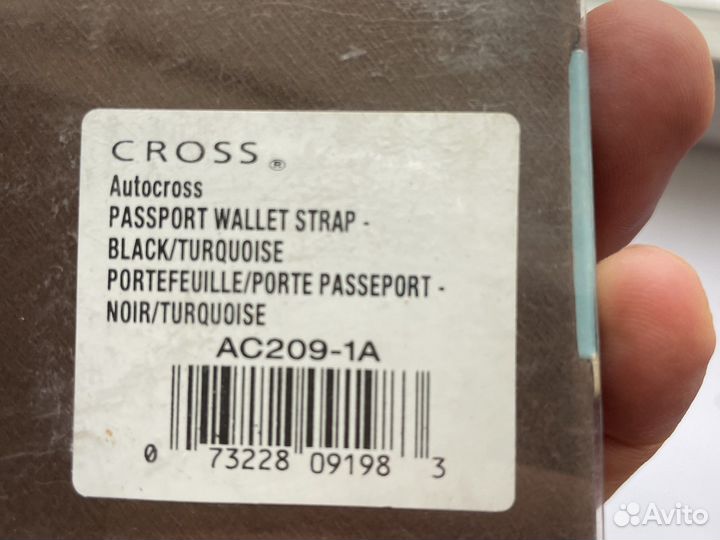 CROSS®
Autocross
PASSPORT WALLET STRAP -
BLACK/TURQUOISE
PORTEFEUILLE/PORTE PASSEPORT -
NOIR/TURQUOISE
AC209-1A
0 73228 09198 3
Avito